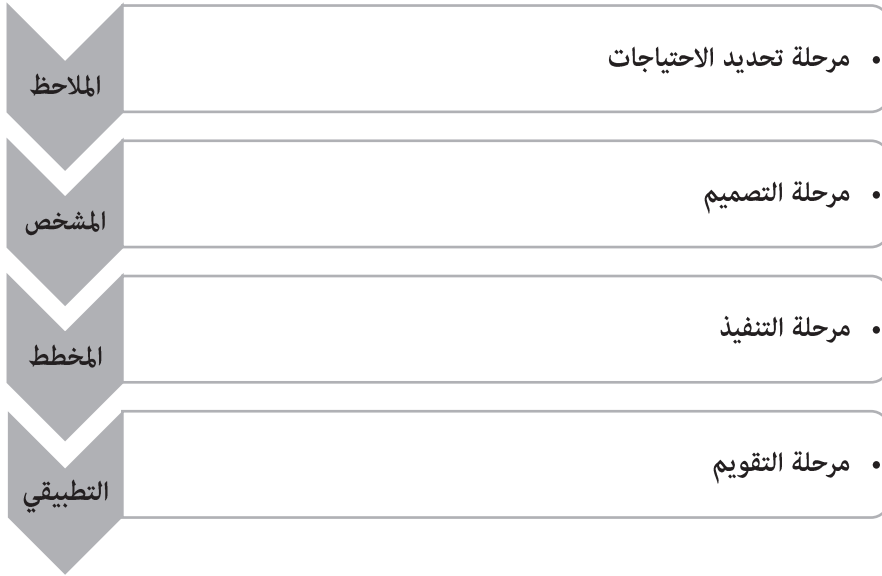 • مرحلة تحديد الاحتياجات
الملاحظ
• مرحلة التصميم
المشخص
• مرحلة التنفيذ
المخطط
• مرحلة التقويم
التطبيقي